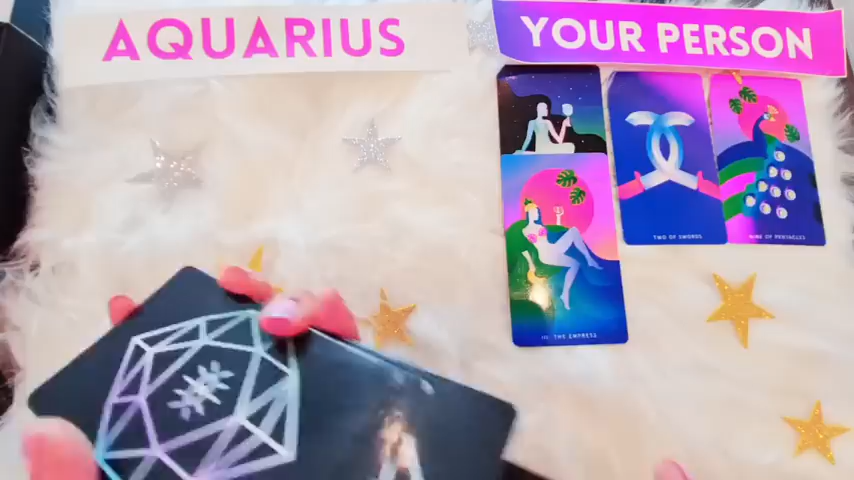 AQUARIUS
YOUR PERSON
TWO OF SWORDS
NINE OF PENTACLES
III. THE EMPRESS